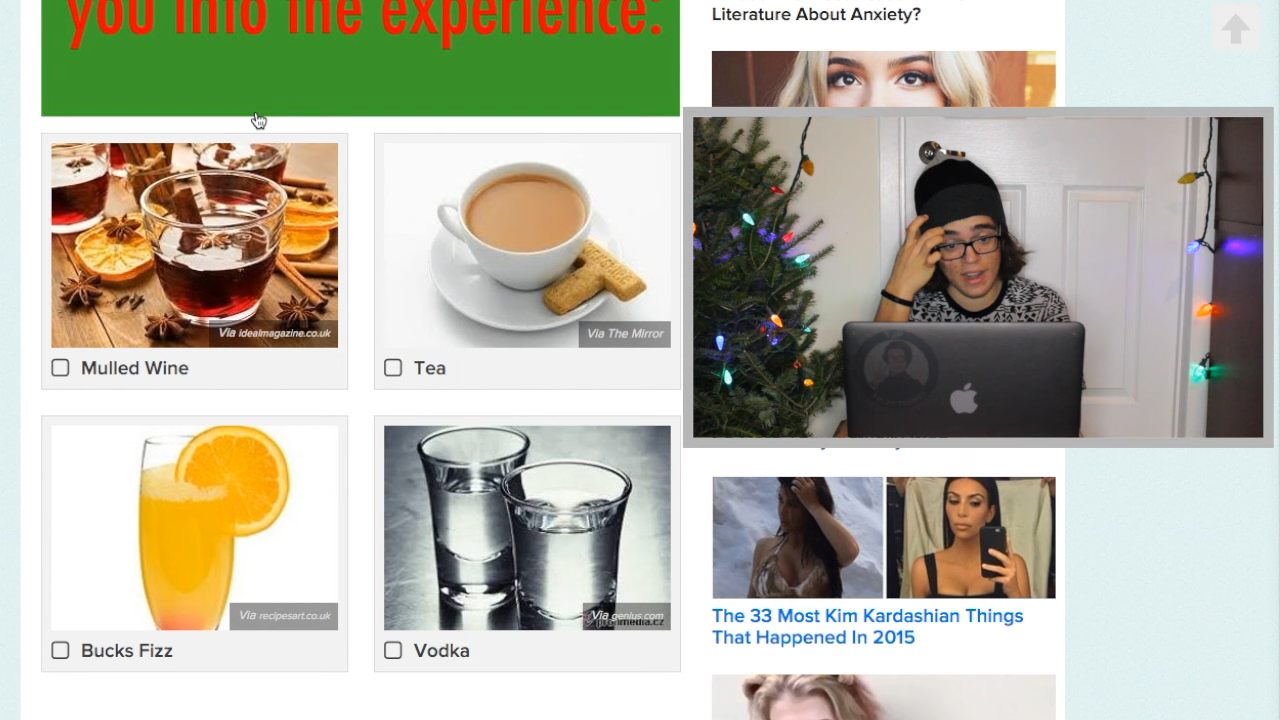 you into the experience:
Via idealmagazine.co.uk
Mulled Wine
Via The Mirror
Tea
Via recipesart.co.uk
Bucks Fizz
Via genius.com
Vodka
Literature About Anxiety?
The 33 Most Kim Kardashian Things
That Happened In 2015